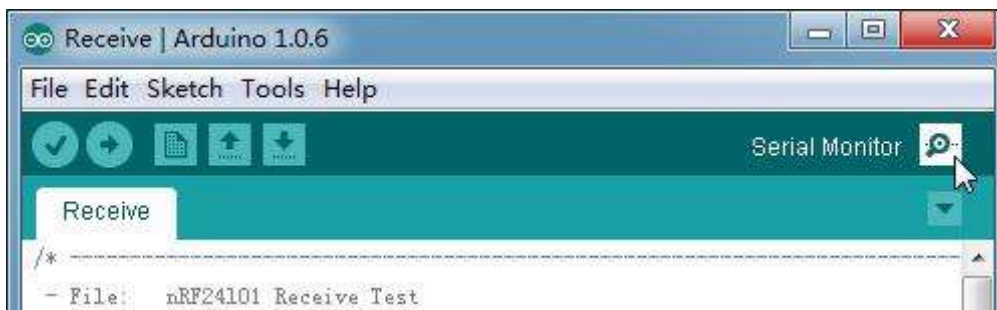 Receive | Arduino 1.0.6
File Edit Sketch Tools Help
Serial Monitor
Receive
/* ------------------------------------------------------------
- File: nRF24l01 Receive Test